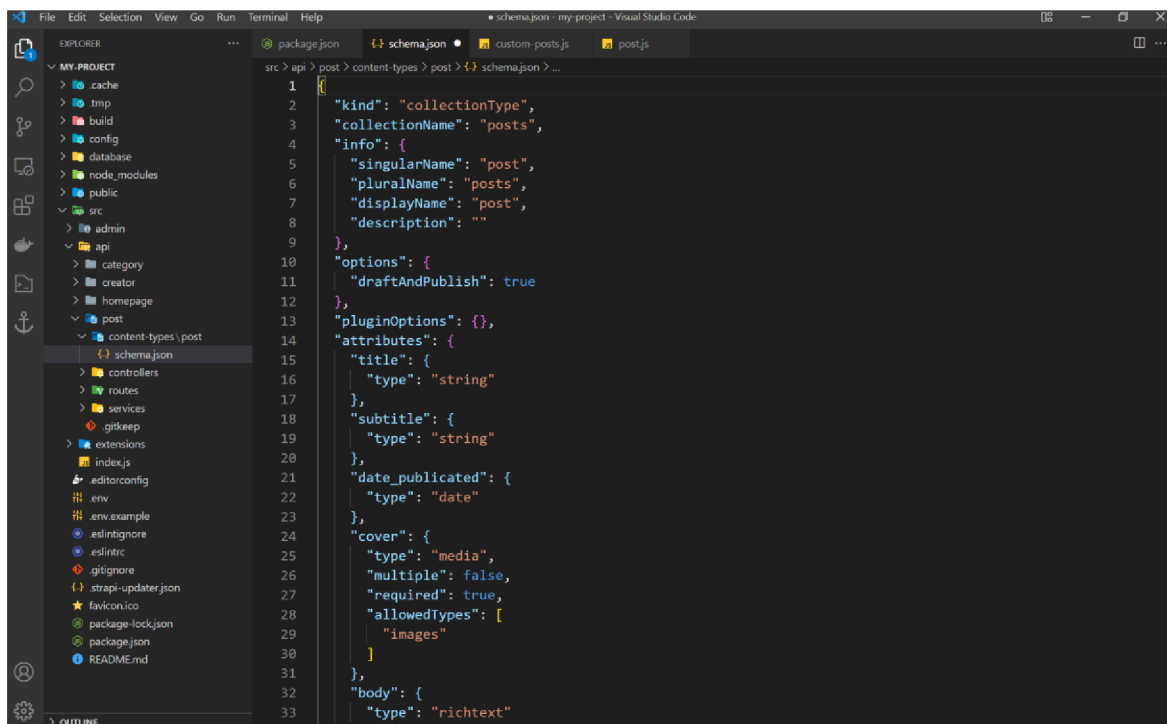 File Edit Selection View Go Run Terminal Help
● schema.json - my-project - Visual Studio Code
EXPLORER ...
package.json
{..} schema.json ●
JS custom-posts.js
JS post.js
MY-PROJECT
src > api > post > content-types > post > {..} schema.json > ...
.cache
.tmp
build
config
database
node_modules
public
src
admin
api
category
creator
homepage
post
content-types\post
{..} schema.json
controllers
routes
services
.gitkeep
extensions
JS index.js
.editorconfig
.env
.env.example
.eslintignore
.eslintrc
.gitignore
{..} .strapi-updater.json
favicon.ico
package-lock.json
package.json
README.md
OUTLINE
1 {
2 "kind": "collectionType",
3 "collectionName": "posts",
4 "info": {
5 "singularName": "post",
6 "pluralName": "posts",
7 "displayName": "post",
8 "description": ""
9 },
10 "options": {
11 "draftAndPublish": true
12 },
13 "pluginOptions": {},
14 "attributes": {
15 "title": {
16 "type": "string"
17 },
18 "subtitle": {
19 "type": "string"
20 },
21 "date_publicated": {
22 "type": "date"
23 },
24 "cover": {
25 "type": "media",
26 "multiple": false,
27 "required": true,
28 "allowedTypes": [
29 "images"
30 ]
31 },
32 "body": {
33 "type": "richtext"